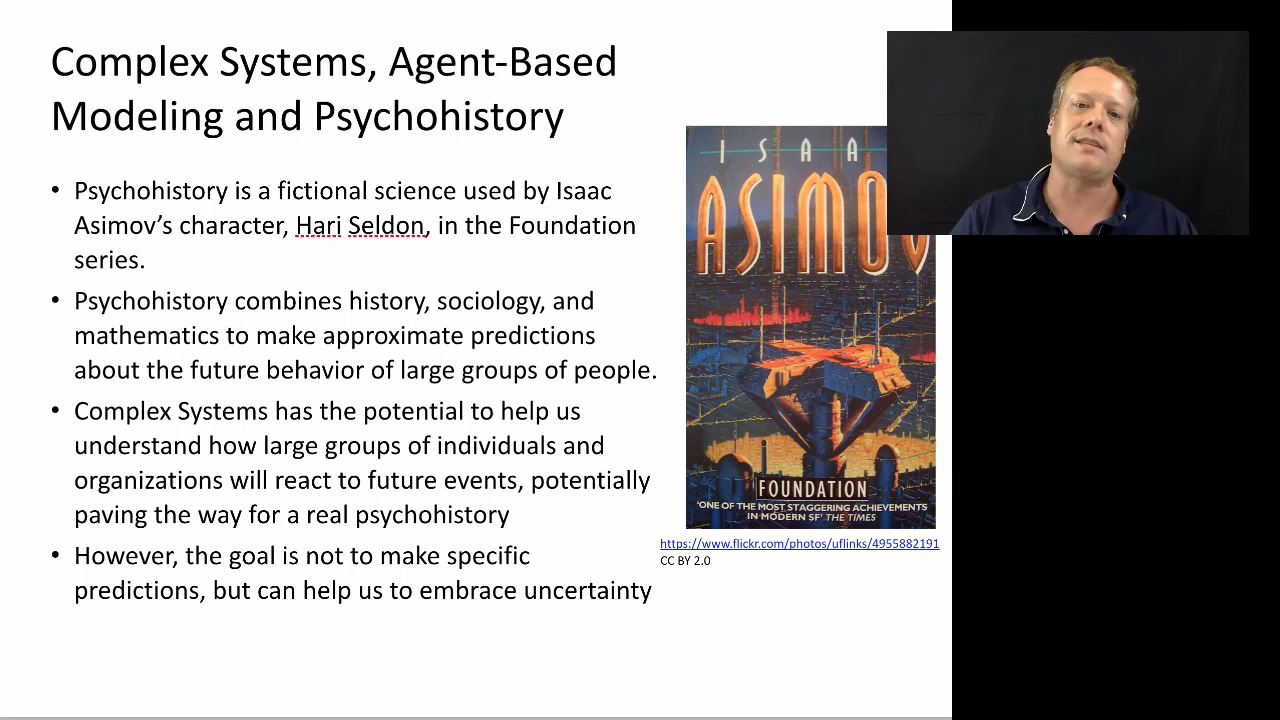 Complex Systems, Agent-Based
Modeling and Psychohistory
• Psychohistory is a fictional science used by Isaac
Asimov’s character, Hari Seldon, in the Foundation
series.
• Psychohistory combines history, sociology, and
mathematics to make approximate predictions
about the future behavior of large groups of people.
• Complex Systems has the potential to help us
understand how large groups of individuals and
organizations will react to future events, potentially
paving the way for a real psychohistory
• However, the goal is not to make specific
predictions, but can help us to embrace uncertainty
ISAA
ASIMOV
FOUNDATION
‘ONE OF THE MOST STAGGERING ACHIEVEMENTS
IN MODERN SF’ THE TIMES
https://www.flickr.com/photos/uflinks/4955882191
CC BY 2.0